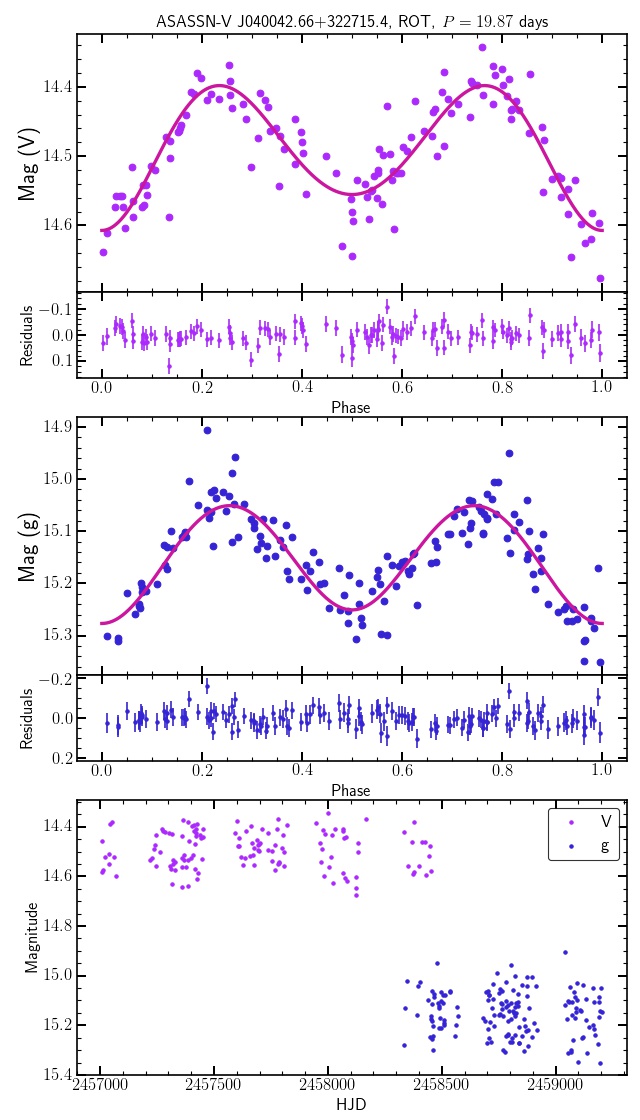 ASASSN-V J040042.66+322715.4, ROT, P = 19.87 days
14.4
14.5
14.6
Mag (V)
−0.1
0.0
0.1
Residuals
0.0 0.2 0.4 0.6 0.8 1.0
Phase
14.9
15.0
15.1
15.2
15.3
Mag (g)
−0.2
0.0
0.2
Residuals
0.0 0.2 0.4 0.6 0.8 1.0
Phase
14.4
14.6
14.8
15.0
15.2
15.4
Magnitude
V
g
2457000 2457500 2458000 2458500 2459000
HJD